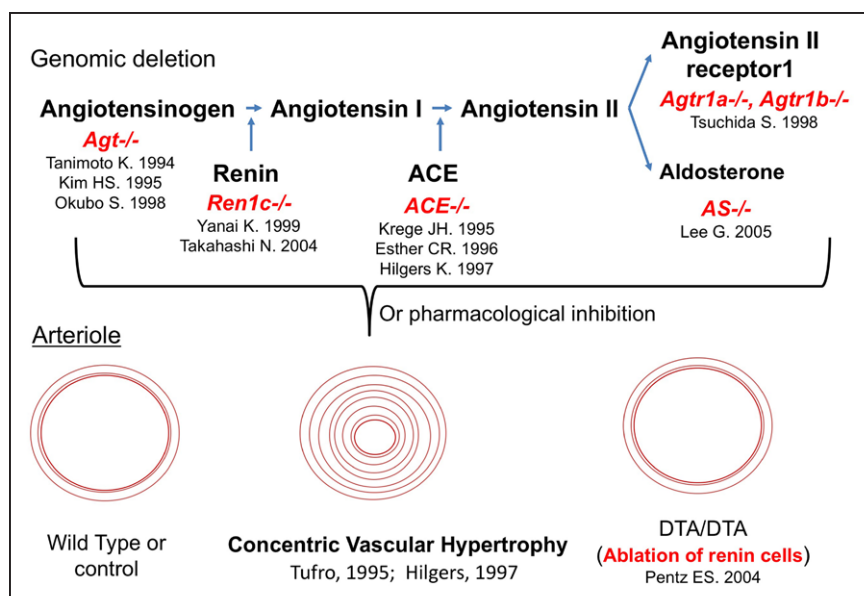 Genomic deletion
Angiotensinogen
Agt-/-
Tanimoto K. 1994
Kim HS. 1995
Okubo S. 1998
Angiotensin I
Angiotensin II
Renin
Ren1c-/-
Yanai K. 1999
Takahashi N. 2004
ACE
ACE-/-
Krege JH. 1995
Esther CR. 1996
Hilgers K. 1997
Angiotensin II
receptor1
Agtr1a-/-, Agtr1b-/-
Tsuchida S. 1998
Aldosterone
AS-/-
Lee G. 2005
Or pharmacological inhibition
Arteriole
Wild Type or
control
Concentric Vascular Hypertrophy
Tufro, 1995; Hilgers, 1997
DTA/DTA
(Ablation of renin cells)
Pentz ES. 2004